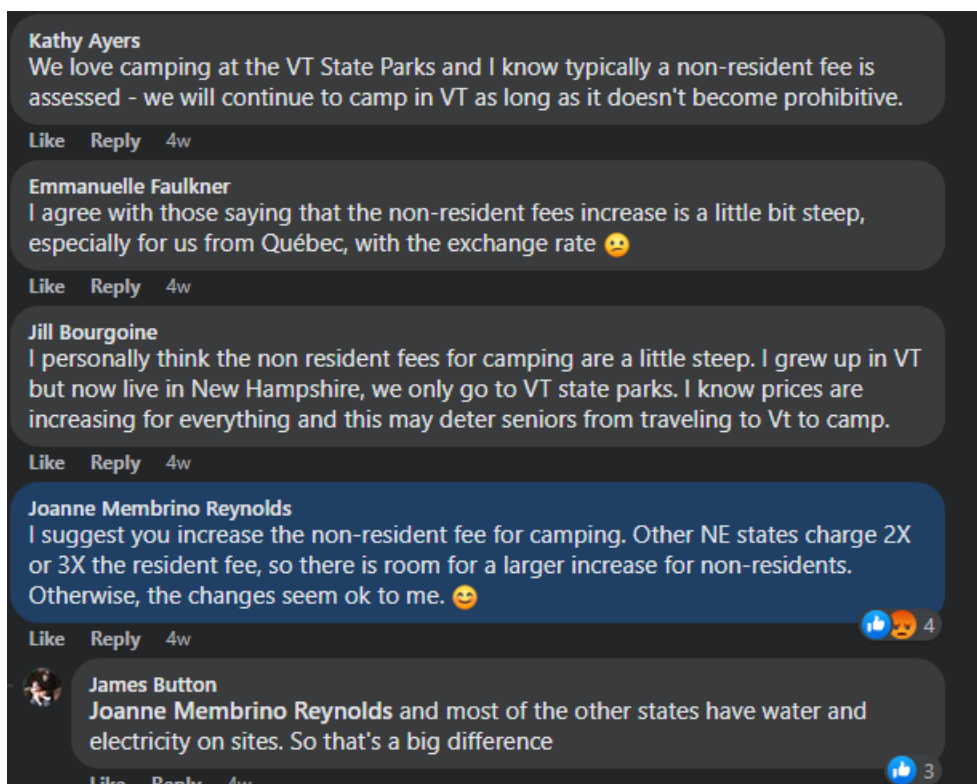 Kathy Ayers
We love camping at the VT State Parks and I know typically a non-resident fee is
assessed - we will continue to camp in VT as long as it doesn't become prohibitive.
Like Reply 4w
Emmanuelle Faulkner
I agree with those saying that the non-resident fees increase is a little bit steep,
especially for us from Québec, with the exchange rate 😕
Like Reply 4w
Jill Bourgoine
I personally think the non resident fees for camping are a little steep. I grew up in VT
but now live in New Hampshire, we only go to VT state parks. I know prices are
increasing for everything and this may deter seniors from traveling to Vt to camp.
Like Reply 4w
Joanne Membrino Reynolds
I suggest you increase the non-resident fee for camping. Other NE states charge 2X
or 3X the resident fee, so there is room for a larger increase for non-residents.
Otherwise, the changes seem ok to me. 😊
4
Like Reply 4w
James Button
Joanne Membrino Reynolds and most of the other states have water and
electricity on sites. So that's a big difference
3
Like Reply 4w